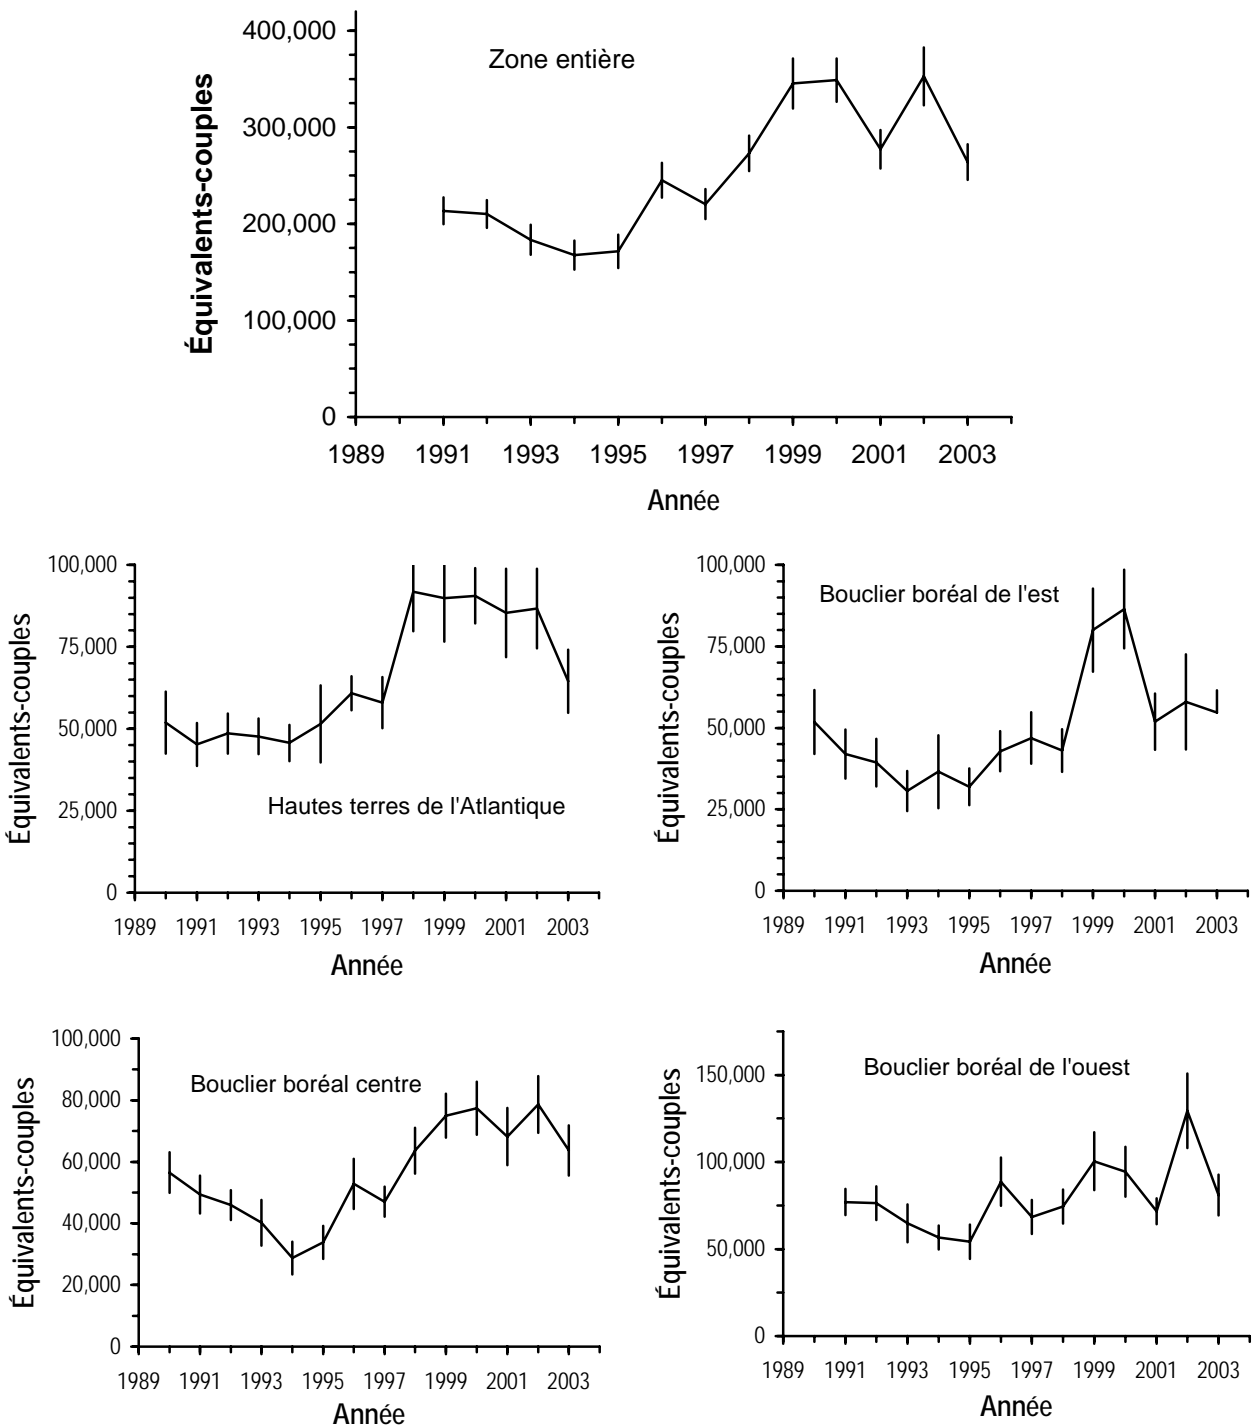 400,000
Zone entière
300,000
200,000
100,000
0
Équivalents-couples
1989 1991 1993 1995 1997 1999 2001 2003
Année
100,000
75,000
50,000
25,000
0
Équivalents-couples
Hautes terres de l'Atlantique
1989 1991 1993 1995 1997 1999 2001 2003
Année
100,000
Bouclier boréal de l'est
75,000
50,000
25,000
0
Équivalents-couples
1989 1991 1993 1995 1997 1999 2001 2003
Année
100,000
Bouclier boréal centre
80,000
60,000
40,000
20,000
0
Équivalents-couples
1989 1991 1993 1995 1997 1999 2001 2003
Année
Bouclier boréal de l'ouest
150,000
100,000
50,000
0
Équivalents-couples
1989 1991 1993 1995 1997 1999 2001 2003
Année